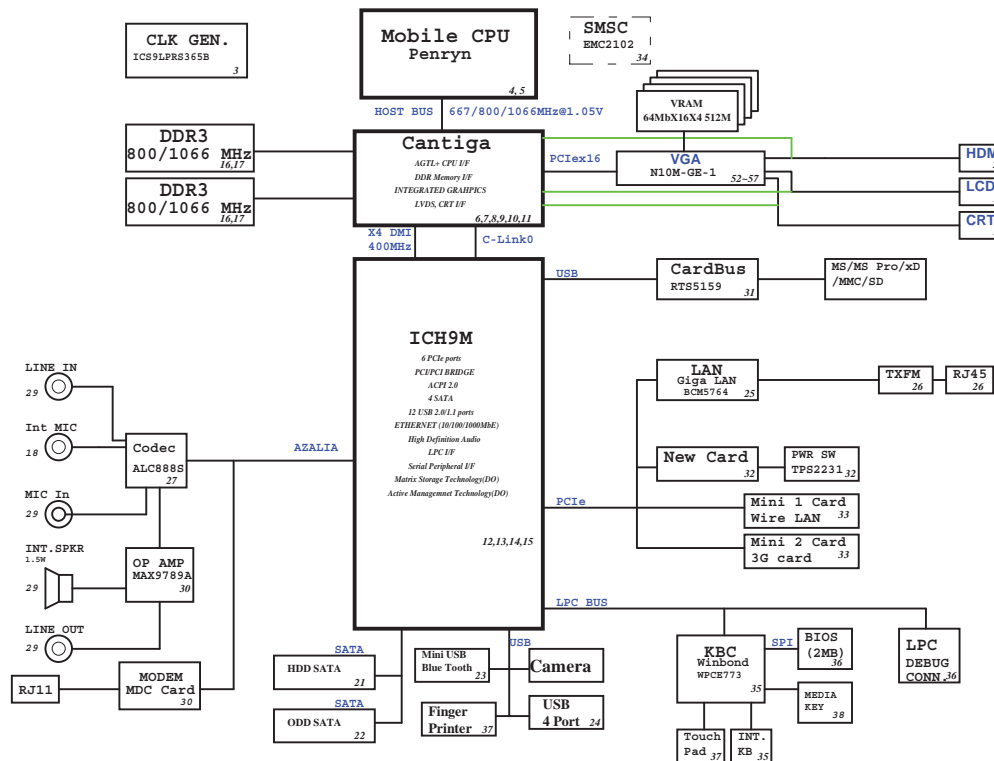 CLK GEN.
ICS9LPRS365B
3
Mobile CPU
Penryn
4, 5
SMSC
EMC2102
34
HOST BUS 667/800/1066MHz@1.05V
VRAM
64MbX16X4 512M
DDR3
800/1066 MHz
16,17
DDR3
800/1066 MHz
16,17
Cantiga
AGTL+ CPU I/F
DDR Memory I/F
INTEGRATED GRAHPICS
LVDS, CRT I/F
6,7,8,9,10,11
PCIex16
VGA
N10M-GE-1
52~57
HDM
LCD
CRT
X4 DMI
400MHz
C-Link0
ICH9M
6 PCIe ports
PCI/PCI BRIDGE
ACPI 2.0
4 SATA
12 USB 2.0/1.1 ports
ETHERNET (10/100/1000MbE)
High Definition Audio
LPC I/F
Serial Peripheral I/F
Matrix Storage Technology(DO)
Active Managemnet Technology(DO)
12,13,14,15
USB
CardBus
RTS5159
31
MS/MS Pro/xD
/MMC/SD
LAN
Giga LAN
BCM5764
25
TXFM
26
RJ45
26
New Card
32
PWR SW
TPS2231
32
PCIe
Mini 1 Card
Wire LAN
33
Mini 2 Card
3G card
33
LINE IN
29
Int MIC
18
MIC In
29
INT.SPKR
1.5W
29
LINE OUT
29
Codec
ALC888S
27
AZALIA
OP AMP
MAX9789A
30
RJ11
MODEM
MDC Card
30
SATA
HDD SATA
21
SATA
ODD SATA
22
USB
Mini USB
Blue Tooth
23
Camera
Finger
Printer
37
USB
4 Port
24
LPC BUS
KBC
Winbond
WPCE773
35
SPI
BIOS
(2MB)
36
MEDIA
KEY
38
LPC
DEBUG
CONN.
36
Touch
Pad
37
INT.
KB
35